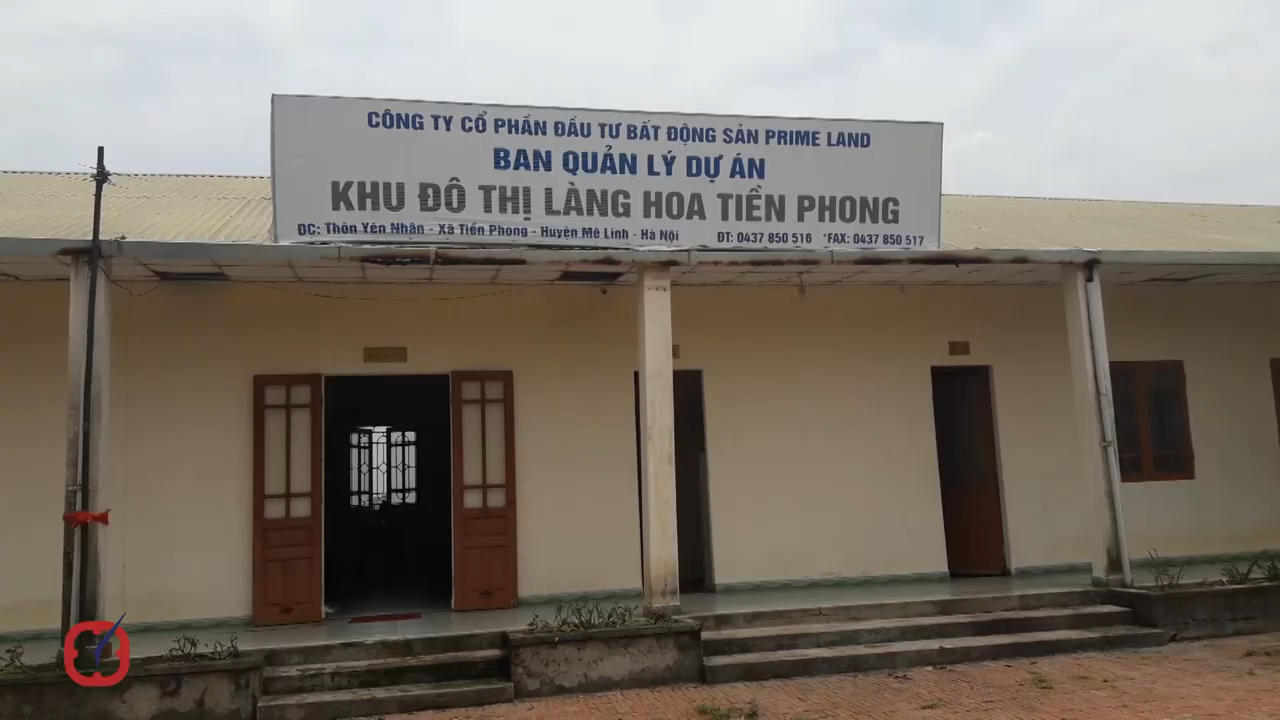 CÔNG TY CỔ PHẦN ĐẦU TƯ BẤT ĐỘNG SẢN PRIME LAND
BAN QUẢN LÝ DỰ ÁN
KHU ĐÔ THỊ LÀNG HOA TIỀN PHONG
ĐC: Thôn Yên Nhân - Xã Tiền Phong - Huyện Mê Linh - Hà Nội ĐT: 0437 850 516 *FAX: 0437 850 517